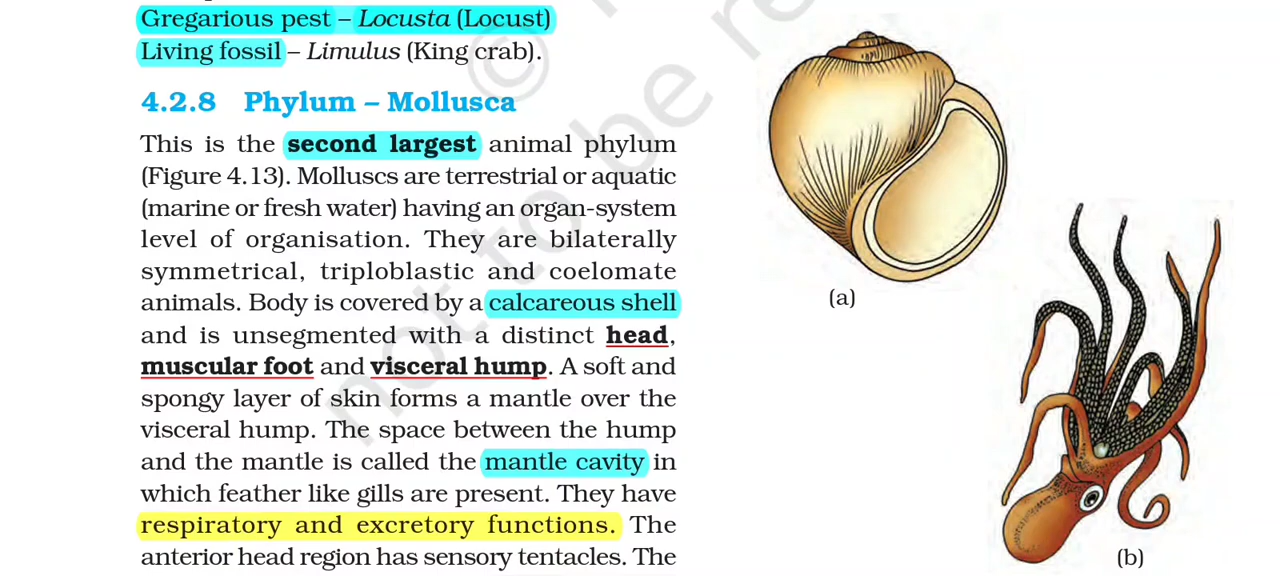 Gregarious pest – Locusta (Locust)
Living fossil – Limulus (King crab).
4.2.8 Phylum – Mollusca
This is the second largest animal phylum
(Figure 4.13). Molluscs are terrestrial or aquatic
(marine or fresh water) having an organ-system
level of organisation. They are bilaterally
symmetrical, triploblastic and coelomate
animals. Body is covered by a calcareous shell
and is unsegmented with a distinct head,
muscular foot and visceral hump. A soft and
spongy layer of skin forms a mantle over the
visceral hump. The space between the hump
and the mantle is called the mantle cavity in
which feather like gills are present. They have
respiratory and excretory functions. The
anterior head region has sensory tentacles. The
(a)
(b)
©
not to be re